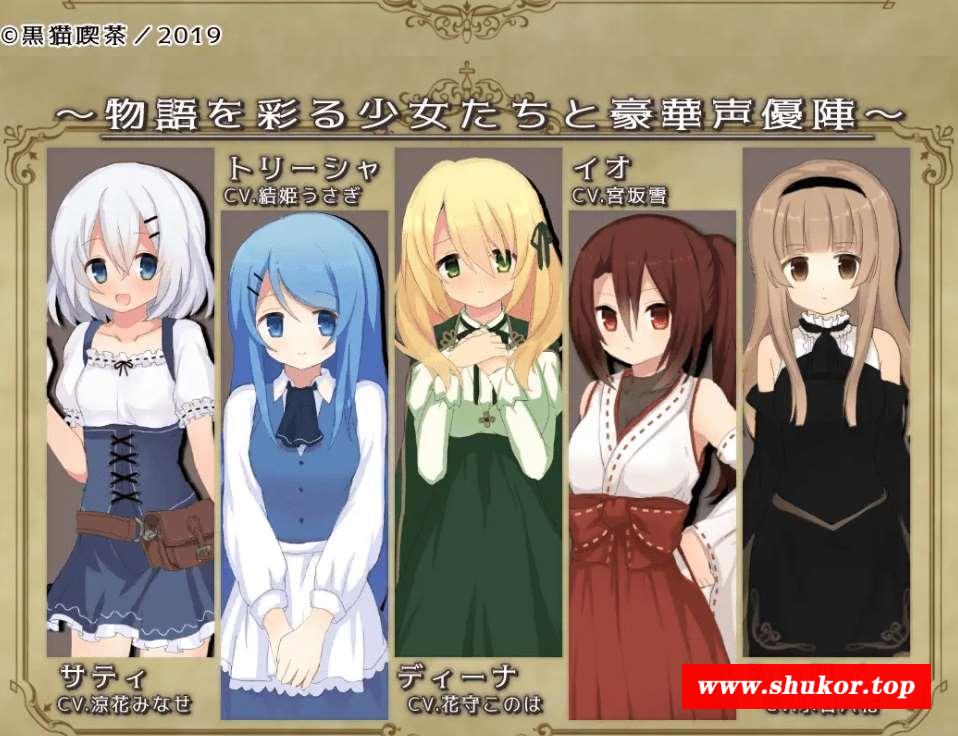 ©黒猫喫茶／2019
～物語を彩る少女たちと豪華声優陣～
トリーシャ
CV.結姫うさぎ
イオ
CV.宮坂雪
サティ
CV.涼花みなせ
ディーナ
CV.花守このは
www.shukor.top